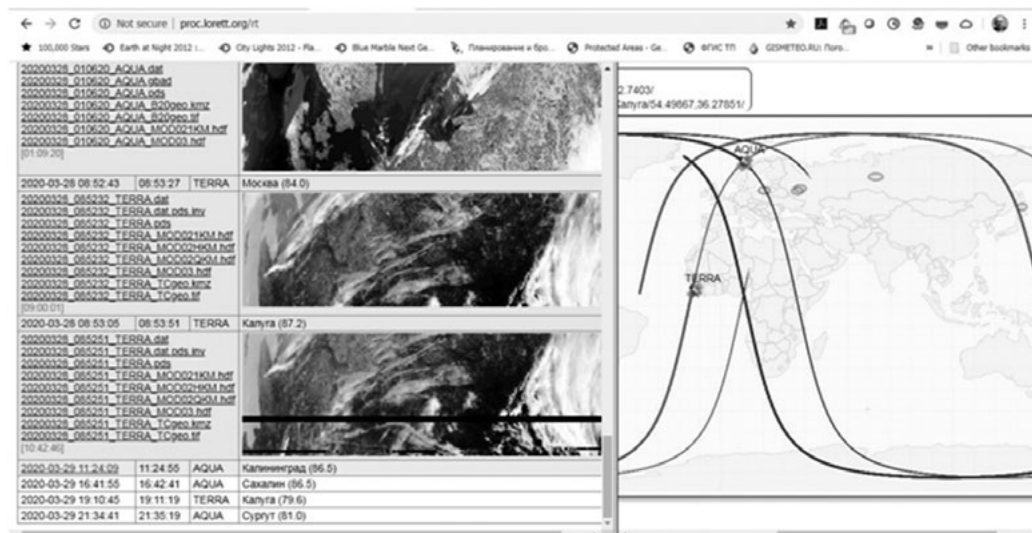 Not secure | proc.lorett.org/rt
100,000 Stars Earth at Night 2012 :... City Lights 2012 - Fla... Blue Marble Next Ge... Планирование и бро... Protected Areas - Ge... ФГИС ТП GISMETEO.RU: Пого... » Other bookmarks
20200328_010620_AQUA.dat
20200328_010620_AQUA.gbad
20200328_010620_AQUA.pds
20200328_010620_AQUA_B20geo.kmz
20200328_010620_AQUA_B20geo.tif
20200328_010620_AQUA_MOD021KM.hdf
20200328_010620_AQUA_MOD03.hdf
[01:09:20]
2020-03-28 08:52:43 08:53:27 TERRA Москва (84.0)
20200328_085232_TERRA.dat
20200328_085232_TERRA.dat.pds.inv
20200328_085232_TERRA.pds
20200328_085232_TERRA_MOD021KM.hdf
20200328_085232_TERRA_MOD02HKM.hdf
20200328_085232_TERRA_MOD02QKM.hdf
20200328_085232_TERRA_MOD03.hdf
20200328_085232_TERRA_TCgeo.kmz
20200328_085232_TERRA_TCgeo.tif
[09:00:01]
2020-03-28 08:53:05 08:53:51 TERRA Калуга (87.2)
20200328_085251_TERRA.dat
20200328_085251_TERRA.dat.pds.inv
20200328_085251_TERRA.pds
20200328_085251_TERRA_MOD021KM.hdf
20200328_085251_TERRA_MOD02HKM.hdf
20200328_085251_TERRA_MOD02QKM.hdf
20200328_085251_TERRA_MOD03.hdf
20200328_085251_TERRA_TCgeo.kmz
20200328_085251_TERRA_TCgeo.tif
[10:42:46]
2020-03-29 11:24:09 11:24:55 AQUA Калининград (86.5)
2020-03-29 16:41:55 16:42:41 AQUA Сахалин (86.5)
2020-03-29 19:10:45 19:11:19 TERRA Калуга (79.6)
2020-03-29 21:34:41 21:35:19 AQUA Сургут (81.0)
2.7403/
Калуга/54.49867,36.27851/
AQUA
TERRA